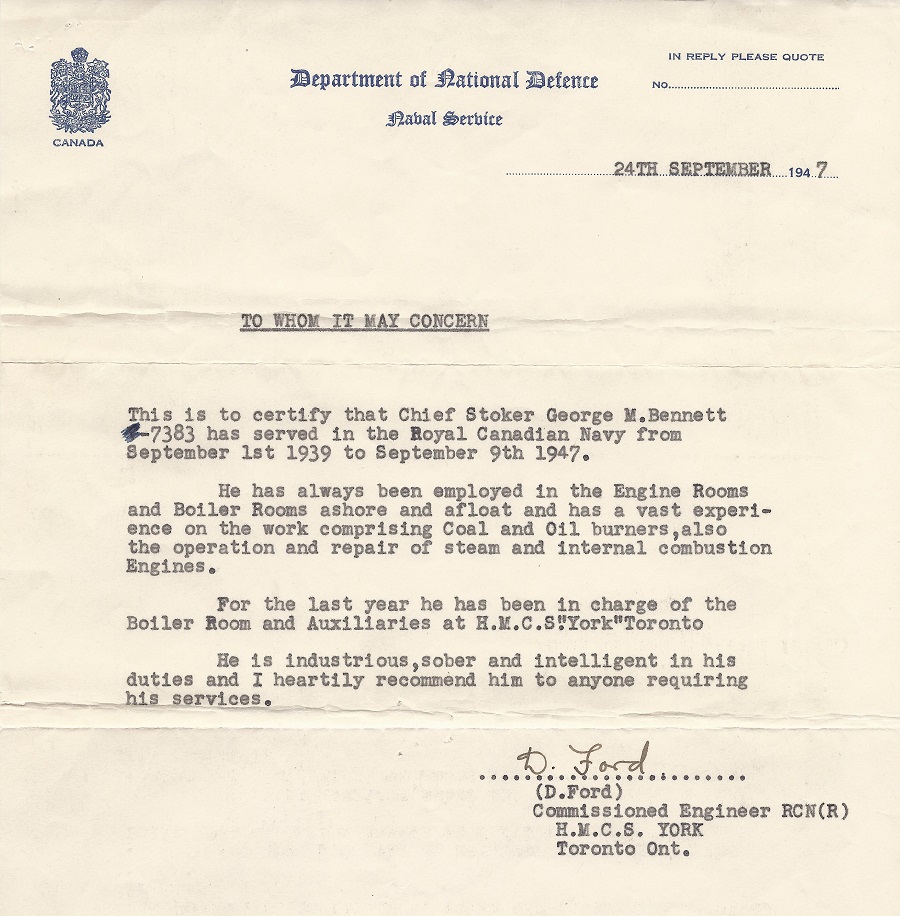 IN REPLY PLEASE QUOTE
No.
Department of National Defence
Naval Service
CANADA
24TH SEPTEMBER 1947
TO WHOM IT MAY CONCERN
This is to certify that Chief Stoker George M.Bennett
-7383 has served in the Royal Canadian Navy from
September 1st 1939 to September 9th 1947.
He has always been employed in the Engine Rooms
and Boiler Rooms ashore and afloat and has a vast experi-
ence on the work comprising Coal and Oil burners,also
the operation and repair of steam and internal combustion
Engines.
For the last year he has been in charge of the
Boiler Room and Auxiliaries at H.M.C.S."York"Toronto
He is industrious,sober and intelligent in his
duties and I heartily recommend him to anyone requiring
his services.
D. Ford
(D.Ford)
Commissioned Engineer RCN(R)
H.M.C.S. YORK
Toronto Ont.